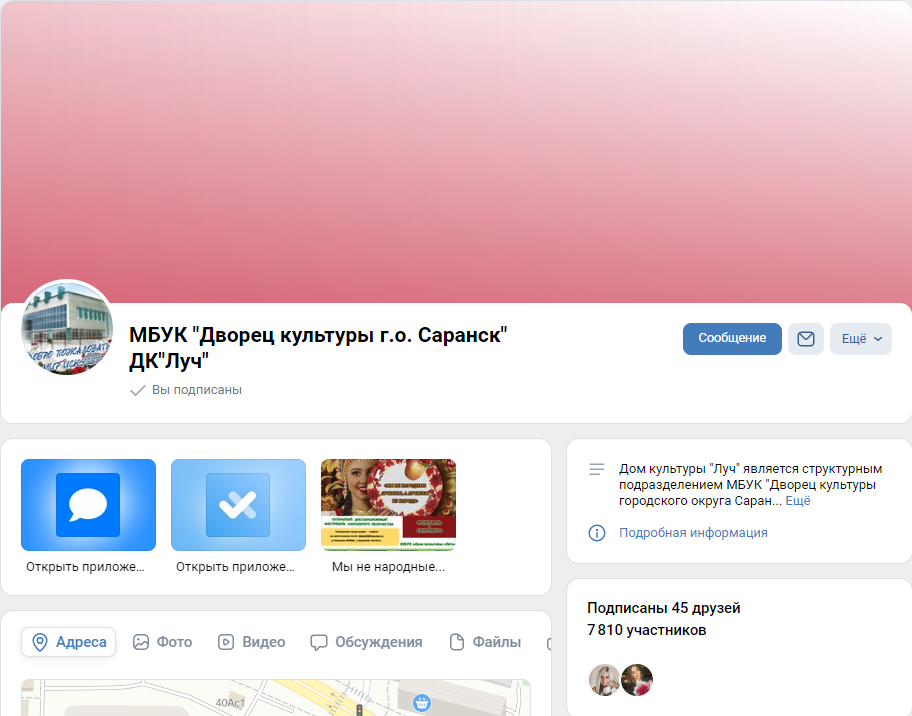 МБУК "Дворец культуры г.о. Саранск"
ДК"Луч"
Вы подписаны
Сообщение
Ещё
Открыть приложе...
Открыть приложе...
Мы не народные...
Дом культуры "Луч" является структурным
подразделением МБУК "Дворец культуры
городского округа Саран... Ещё
Подробная информация
Подписаны 45 друзей
7 810 участников
Адреса
Фото
Видео
Обсуждения
Файлы
40Ас1